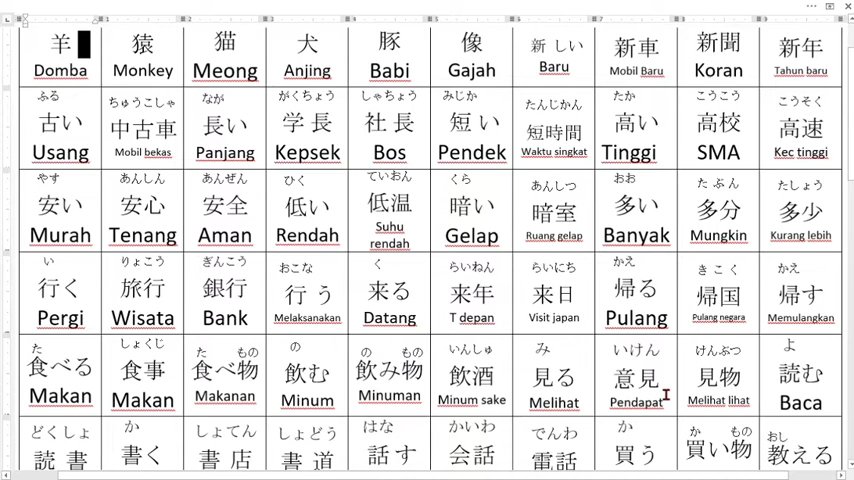 羊 猿 猫 犬 豚 像 新しい 新車 新聞 新年
Domba Monkey Meong Anjing Babi Gajah Baru Mobil Baru Koran Tahun baru
ふる ちゅうこしゃ なが がくちょう しゃちょう みじか たんじかん たか こうこう こうそく
古い 中古車 長い 学長 社長 短い 短時間 高い 高校 高速
Usang Mobil bekas Panjang Kepsek Bos Pendek Waktu singkat Tinggi SMA Kec tinggi
やす あんしん あんぜん ひく ていおん くら あんしつ おお たぶん たしょう
安い 安心 安全 低い 低温 暗い 暗室 多い 多分 多少
Murah Tenang Aman Rendah Suhu rendah Gelap Ruang gelap Banyak Mungkin Kurang lebih
い りょこう ぎんこう おこな く らいねん らいにち かえ きこく かえ
行く 旅行 銀行 行う 来る 来年 来日 帰る 帰国 帰す
Pergi Wisata Bank Melaksanakan Datang T depan Visit japan Pulang Pulang negara Memulangkan
た しょくじ た もの の の もの いんしゅ み いけん けんぶつ よ
食べる 食事 食べ物 飲む 飲み物 飲酒 見る 意見 見物 読む
Makan Makan Makanan Minum Minuman Minum sake Melihat Pendapat Melihat lihat Baca
どくしょ か しょてん しょどう はな かいわ でんわ か か もの おし
読書 書く 書店 書道 話す 会話 電話 買う 買い物 教える